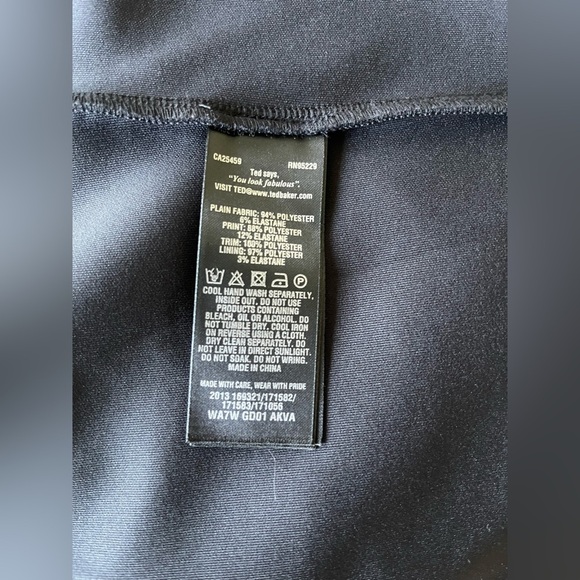 CA25459 RN95229
Ted says,
"You look fabulous".
VISIT TED@www.tedbaker.com
PLAIN FABRIC: 94% POLYESTER
6% ELASTANE
PRINT: 88% POLYESTER
12% ELASTANE
TRIM: 100% POLYESTER
LINING: 97% POLYESTER
3% ELASTANE
P
COOL HAND WASH SEPARATELY,
INSIDE OUT. DO NOT USE
PRODUCTS CONTAINING
BLEACH, OIL OR ALCOHOL. DO
NOT TUMBLE DRY. COOL IRON
ON REVERSE USING A CLOTH.
DRY CLEAN SEPARATELY. DO
NOT LEAVE IN DIRECT SUNLIGHT.
DO NOT SOAK. DO NOT WRING.
MADE IN CHINA
MADE WITH CARE, WEAR WITH PRIDE
2013 169321/171582/
171583/171056
WA7W GD01 AKVA